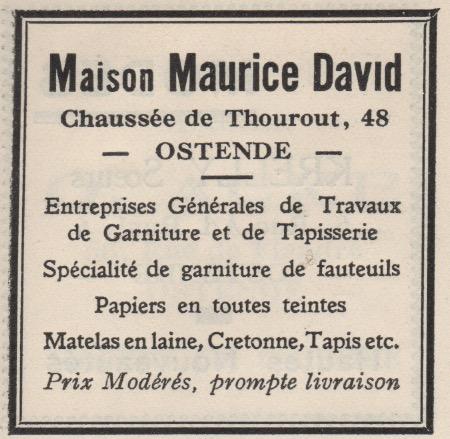 Maison Maurice David
Chaussée de Thourout, 48
— OSTENDE —
Entreprises Générales de Travaux
de Garniture et de Tapisserie
Spécialité de garniture de fauteuils
Papiers en toutes teintes
Matelas en laine, Cretonne, Tapis etc.
Prix Modérés, prompte livraison